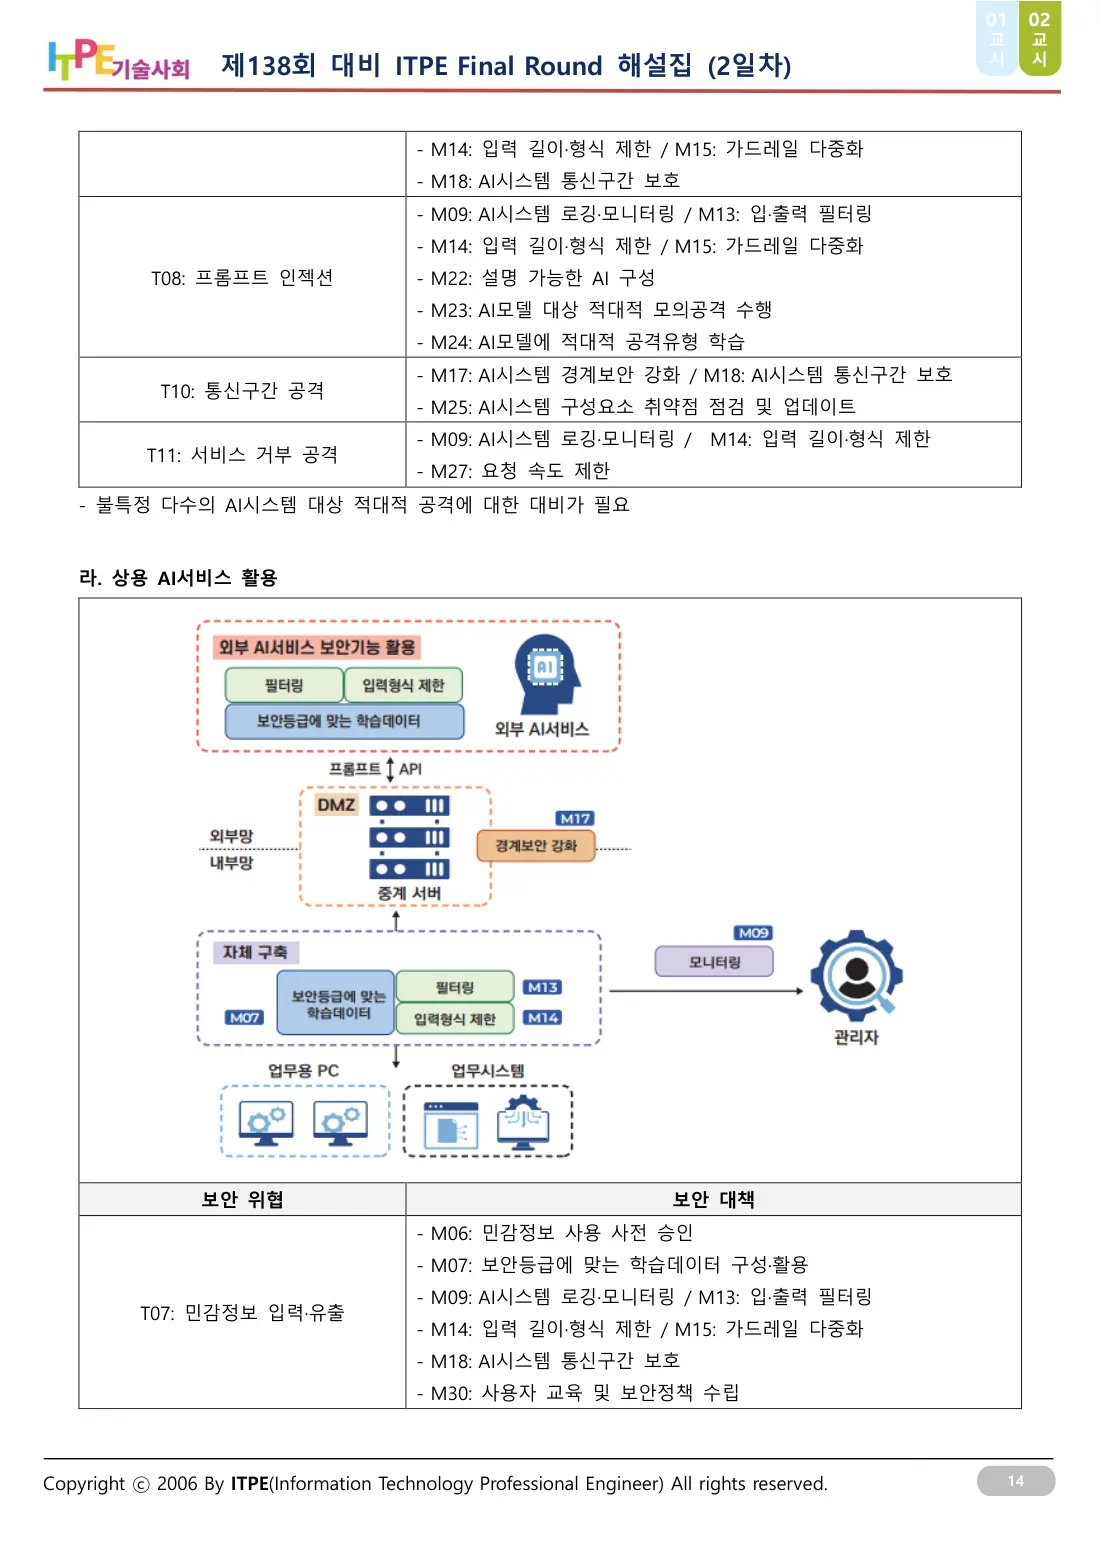 ITPE기술사회 제138회 대비 ITPE Final Round 해설집 (2일차)
01 교시
02 교시
- M14: 입력 길이·형식 제한 / M15: 가드레일 다중화
- M18: AI시스템 통신구간 보호
T08: 프롬프트 인젝션
- M09: AI시스템 로깅·모니터링 / M13: 입·출력 필터링
- M14: 입력 길이·형식 제한 / M15: 가드레일 다중화
- M22: 설명 가능한 AI 구성
- M23: AI모델 대상 적대적 모의공격 수행
- M24: AI모델에 적대적 공격유형 학습
T10: 통신구간 공격
- M17: AI시스템 경계보안 강화 / M18: AI시스템 통신구간 보호
- M25: AI시스템 구성요소 취약점 점검 및 업데이트
T11: 서비스 거부 공격
- M09: AI시스템 로깅·모니터링 / M14: 입력 길이·형식 제한
- M27: 요청 속도 제한
- 불특정 다수의 AI시스템 대상 적대적 공격에 대한 대비가 필요
라. 상용 AI서비스 활용
외부 AI서비스 보안기능 활용
필터링
입력형식 제한
보안등급에 맞는 학습데이터
AI
외부 AI서비스
프롬프트
API
DMZ
M17
외부망
경계보안 강화
내부망
중계 서버
자체 구축
M09
모니터링
보안등급에 맞는
학습데이터
필터링
M13
M07
입력형식 제한
M14
관리자
업무용 PC
업무시스템
보안 위협
보안 대책
T07: 민감정보 입력·유출
- M06: 민감정보 사용 사전 승인
- M07: 보안등급에 맞는 학습데이터 구성·활용
- M09: AI시스템 로깅·모니터링 / M13: 입·출력 필터링
- M14: 입력 길이·형식 제한 / M15: 가드레일 다중화
- M18: AI시스템 통신구간 보호
- M30: 사용자 교육 및 보안정책 수립
Copyright ⓒ 2006 By ITPE(Information Technology Professional Engineer) All rights reserved.
14